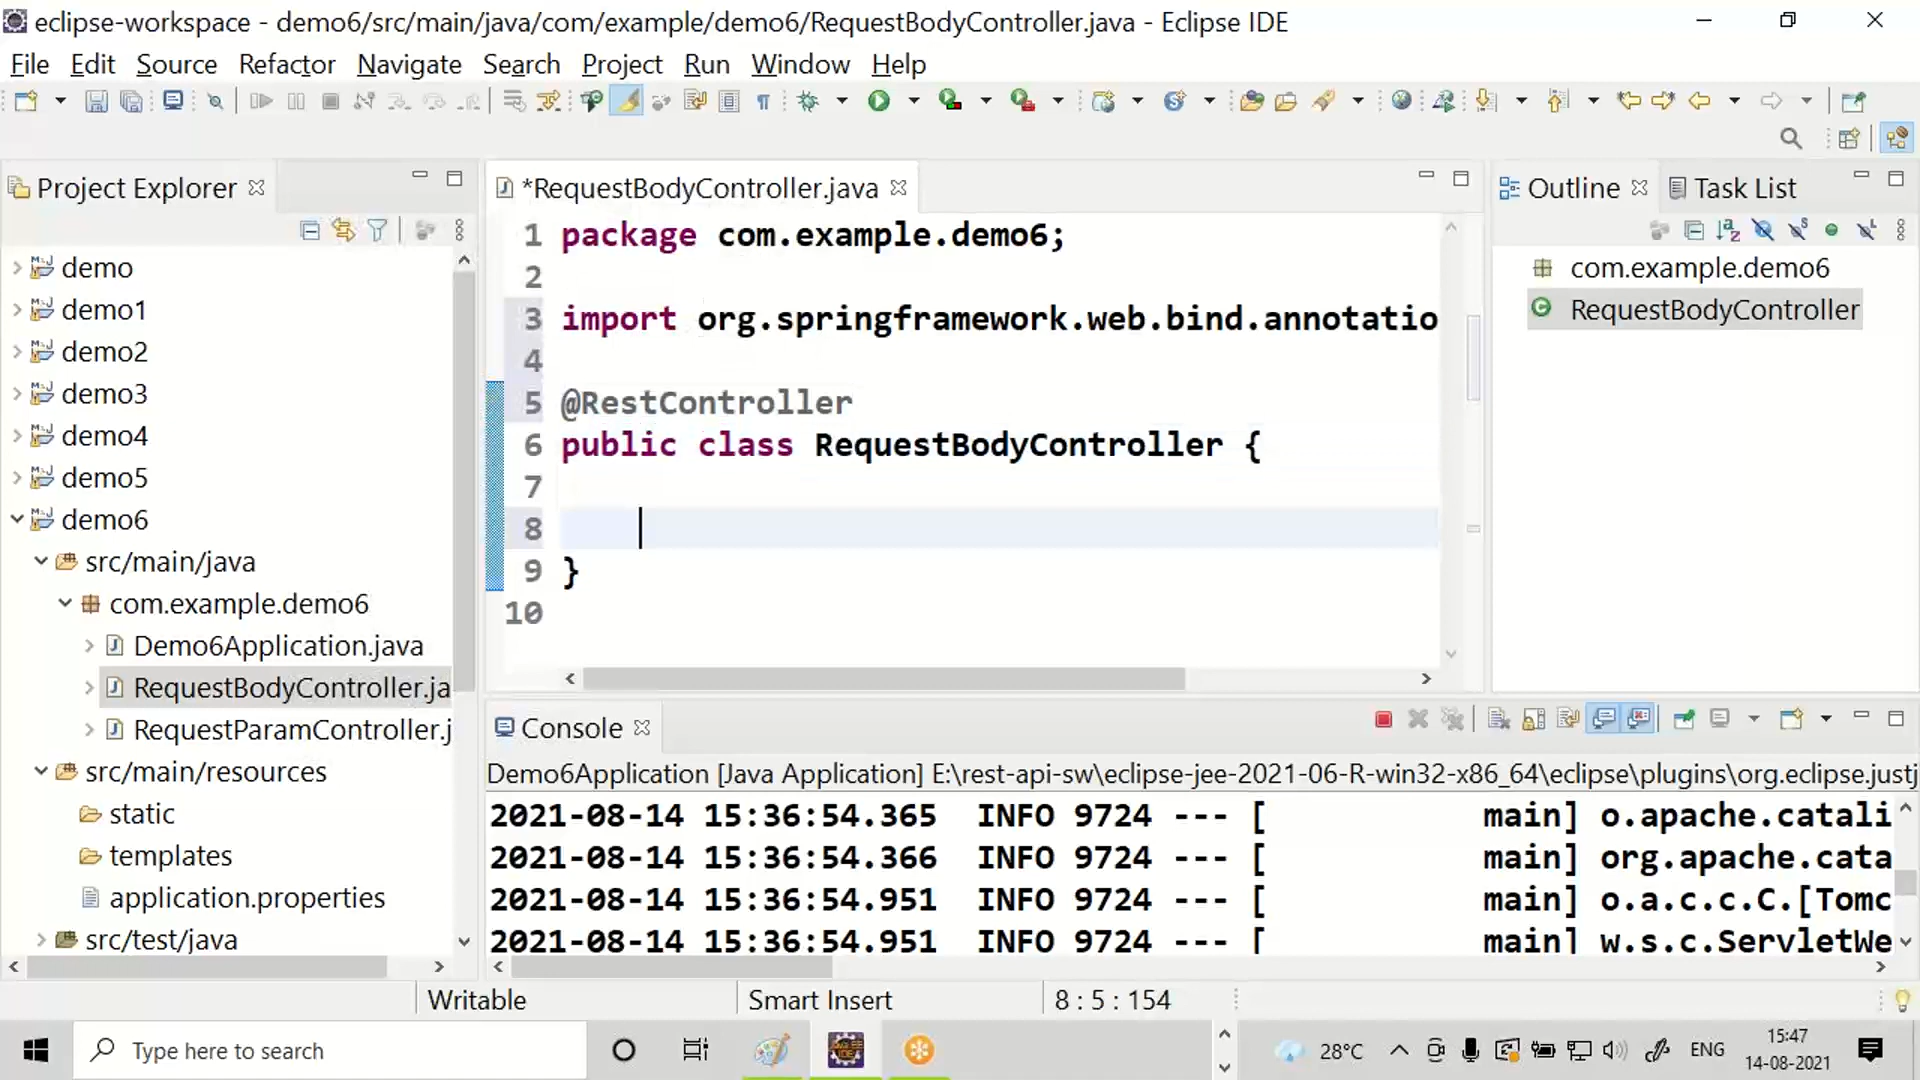 eclipse-workspace - demo6/src/main/java/com/example/demo6/RequestBodyController.java - Eclipse IDE
File Edit Source Refactor Navigate Search Project Run Window Help
Project Explorer
demo
demo1
demo2
demo3
demo4
demo5
demo6
src/main/java
com.example.demo6
Demo6Application.java
RequestBodyController.ja
RequestParamController.j
src/main/resources
static
templates
application.properties
src/test/java
*RequestBodyController.java
1 package com.example.demo6;
2
3 import org.springframework.web.bind.annotatio
4
5 @RestController
6 public class RequestBodyController {
7
8
9 }
10
Outline Task List
com.example.demo6
RequestBodyController
Console
Demo6Application [Java Application] E:\rest-api-sw\eclipse-jee-2021-06-R-win32-x86_64\eclipse\plugins\org.eclipse.justj
2021-08-14 15:36:54.365 INFO 9724 --- [ main] o.apache.catali
2021-08-14 15:36:54.366 INFO 9724 --- [ main] org.apache.cata
2021-08-14 15:36:54.951 INFO 9724 --- [ main] o.a.c.c.C.[Tomc
2021-08-14 15:36:54.951 INFO 9724 --- [ main] w.s.c.ServletWe
Writable Smart Insert 8 : 5 : 154
Type here to search
28°C ENG
15:47
14-08-2021